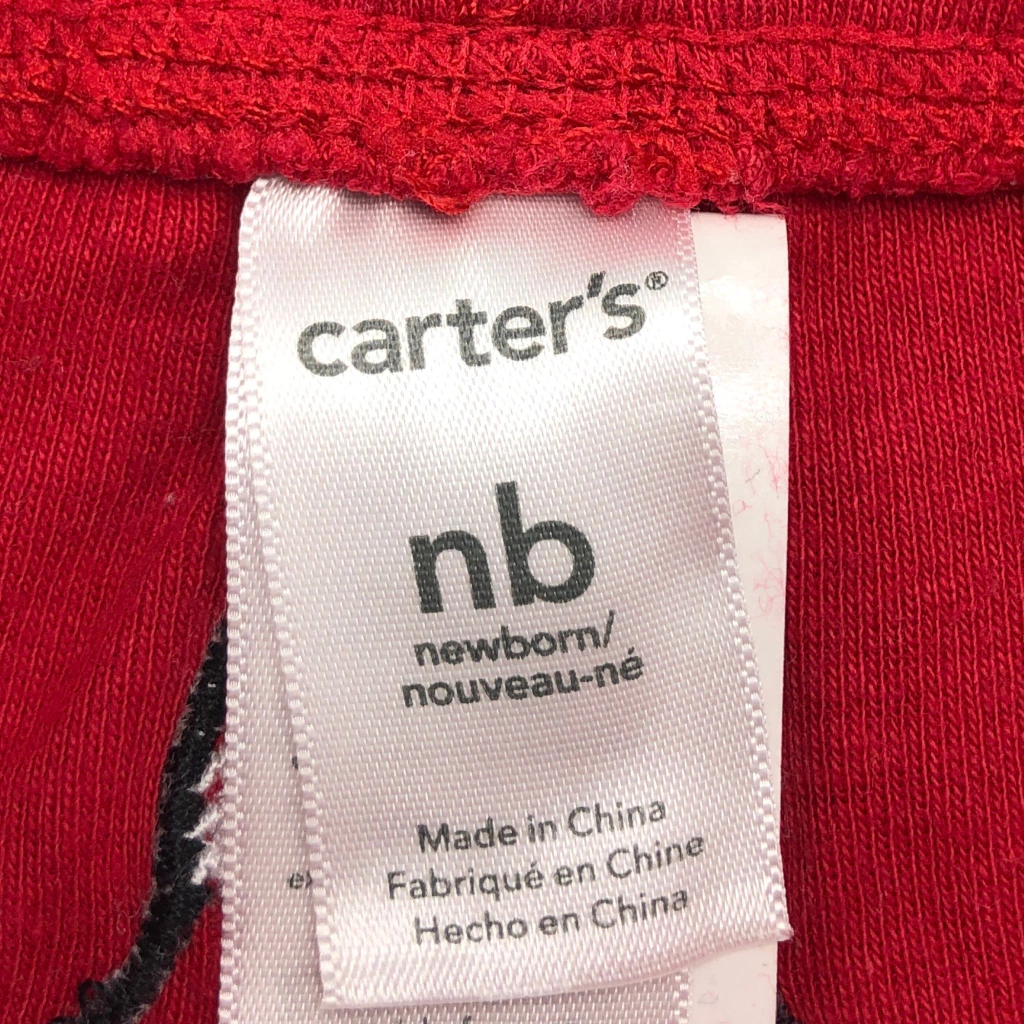 carter's®
nb
newborn/
nouveau-né
Made in China
Fabriqué en Chine
Hecho en China